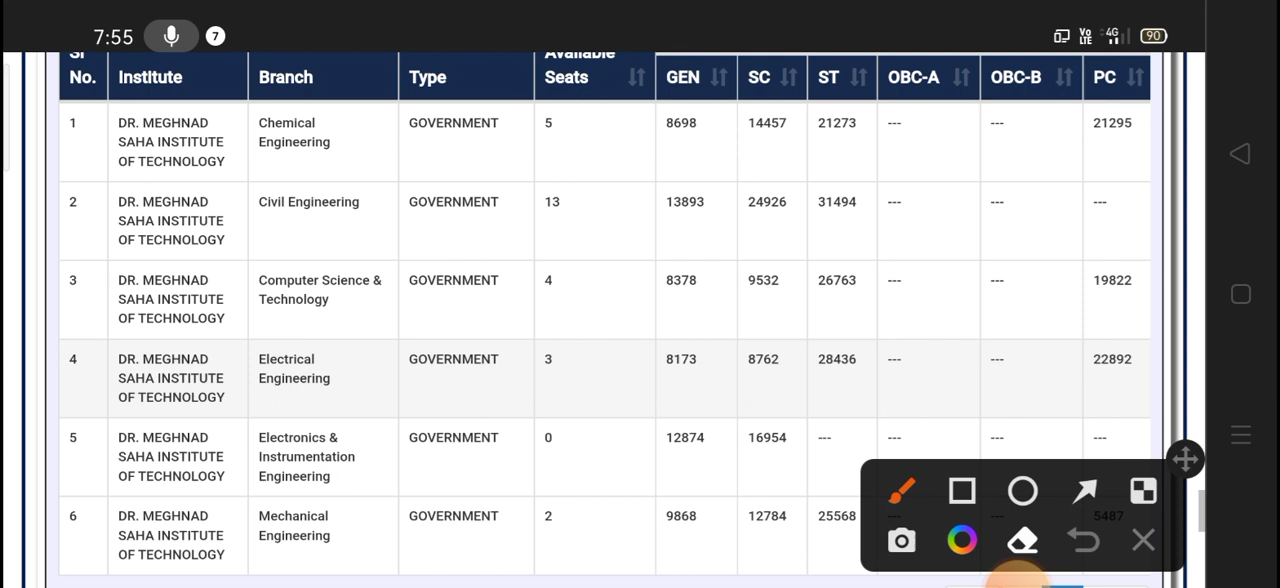 7:55 7 Vo LTE 4G 90
Available
Sl No. Institute Branch Type Seats GEN SC ST OBC-A OBC-B PC
1 DR. MEGHNAD Chemical GOVERNMENT 5 8698 14457 21273 --- --- 21295
SAHA INSTITUTE Engineering
OF TECHNOLOGY
2 DR. MEGHNAD Civil Engineering GOVERNMENT 13 13893 24926 31494 --- --- ---
SAHA INSTITUTE
OF TECHNOLOGY
3 DR. MEGHNAD Computer Science & GOVERNMENT 4 8378 9532 26763 --- --- 19822
SAHA INSTITUTE Technology
OF TECHNOLOGY
4 DR. MEGHNAD Electrical GOVERNMENT 3 8173 8762 28436 --- --- 22892
SAHA INSTITUTE Engineering
OF TECHNOLOGY
5 DR. MEGHNAD Electronics & GOVERNMENT 0 12874 16954 --- --- --- ---
SAHA INSTITUTE Instrumentation
OF TECHNOLOGY Engineering
6 DR. MEGHNAD Mechanical GOVERNMENT 2 9868 12784 25568 --- --- 5487
SAHA INSTITUTE Engineering
OF TECHNOLOGY